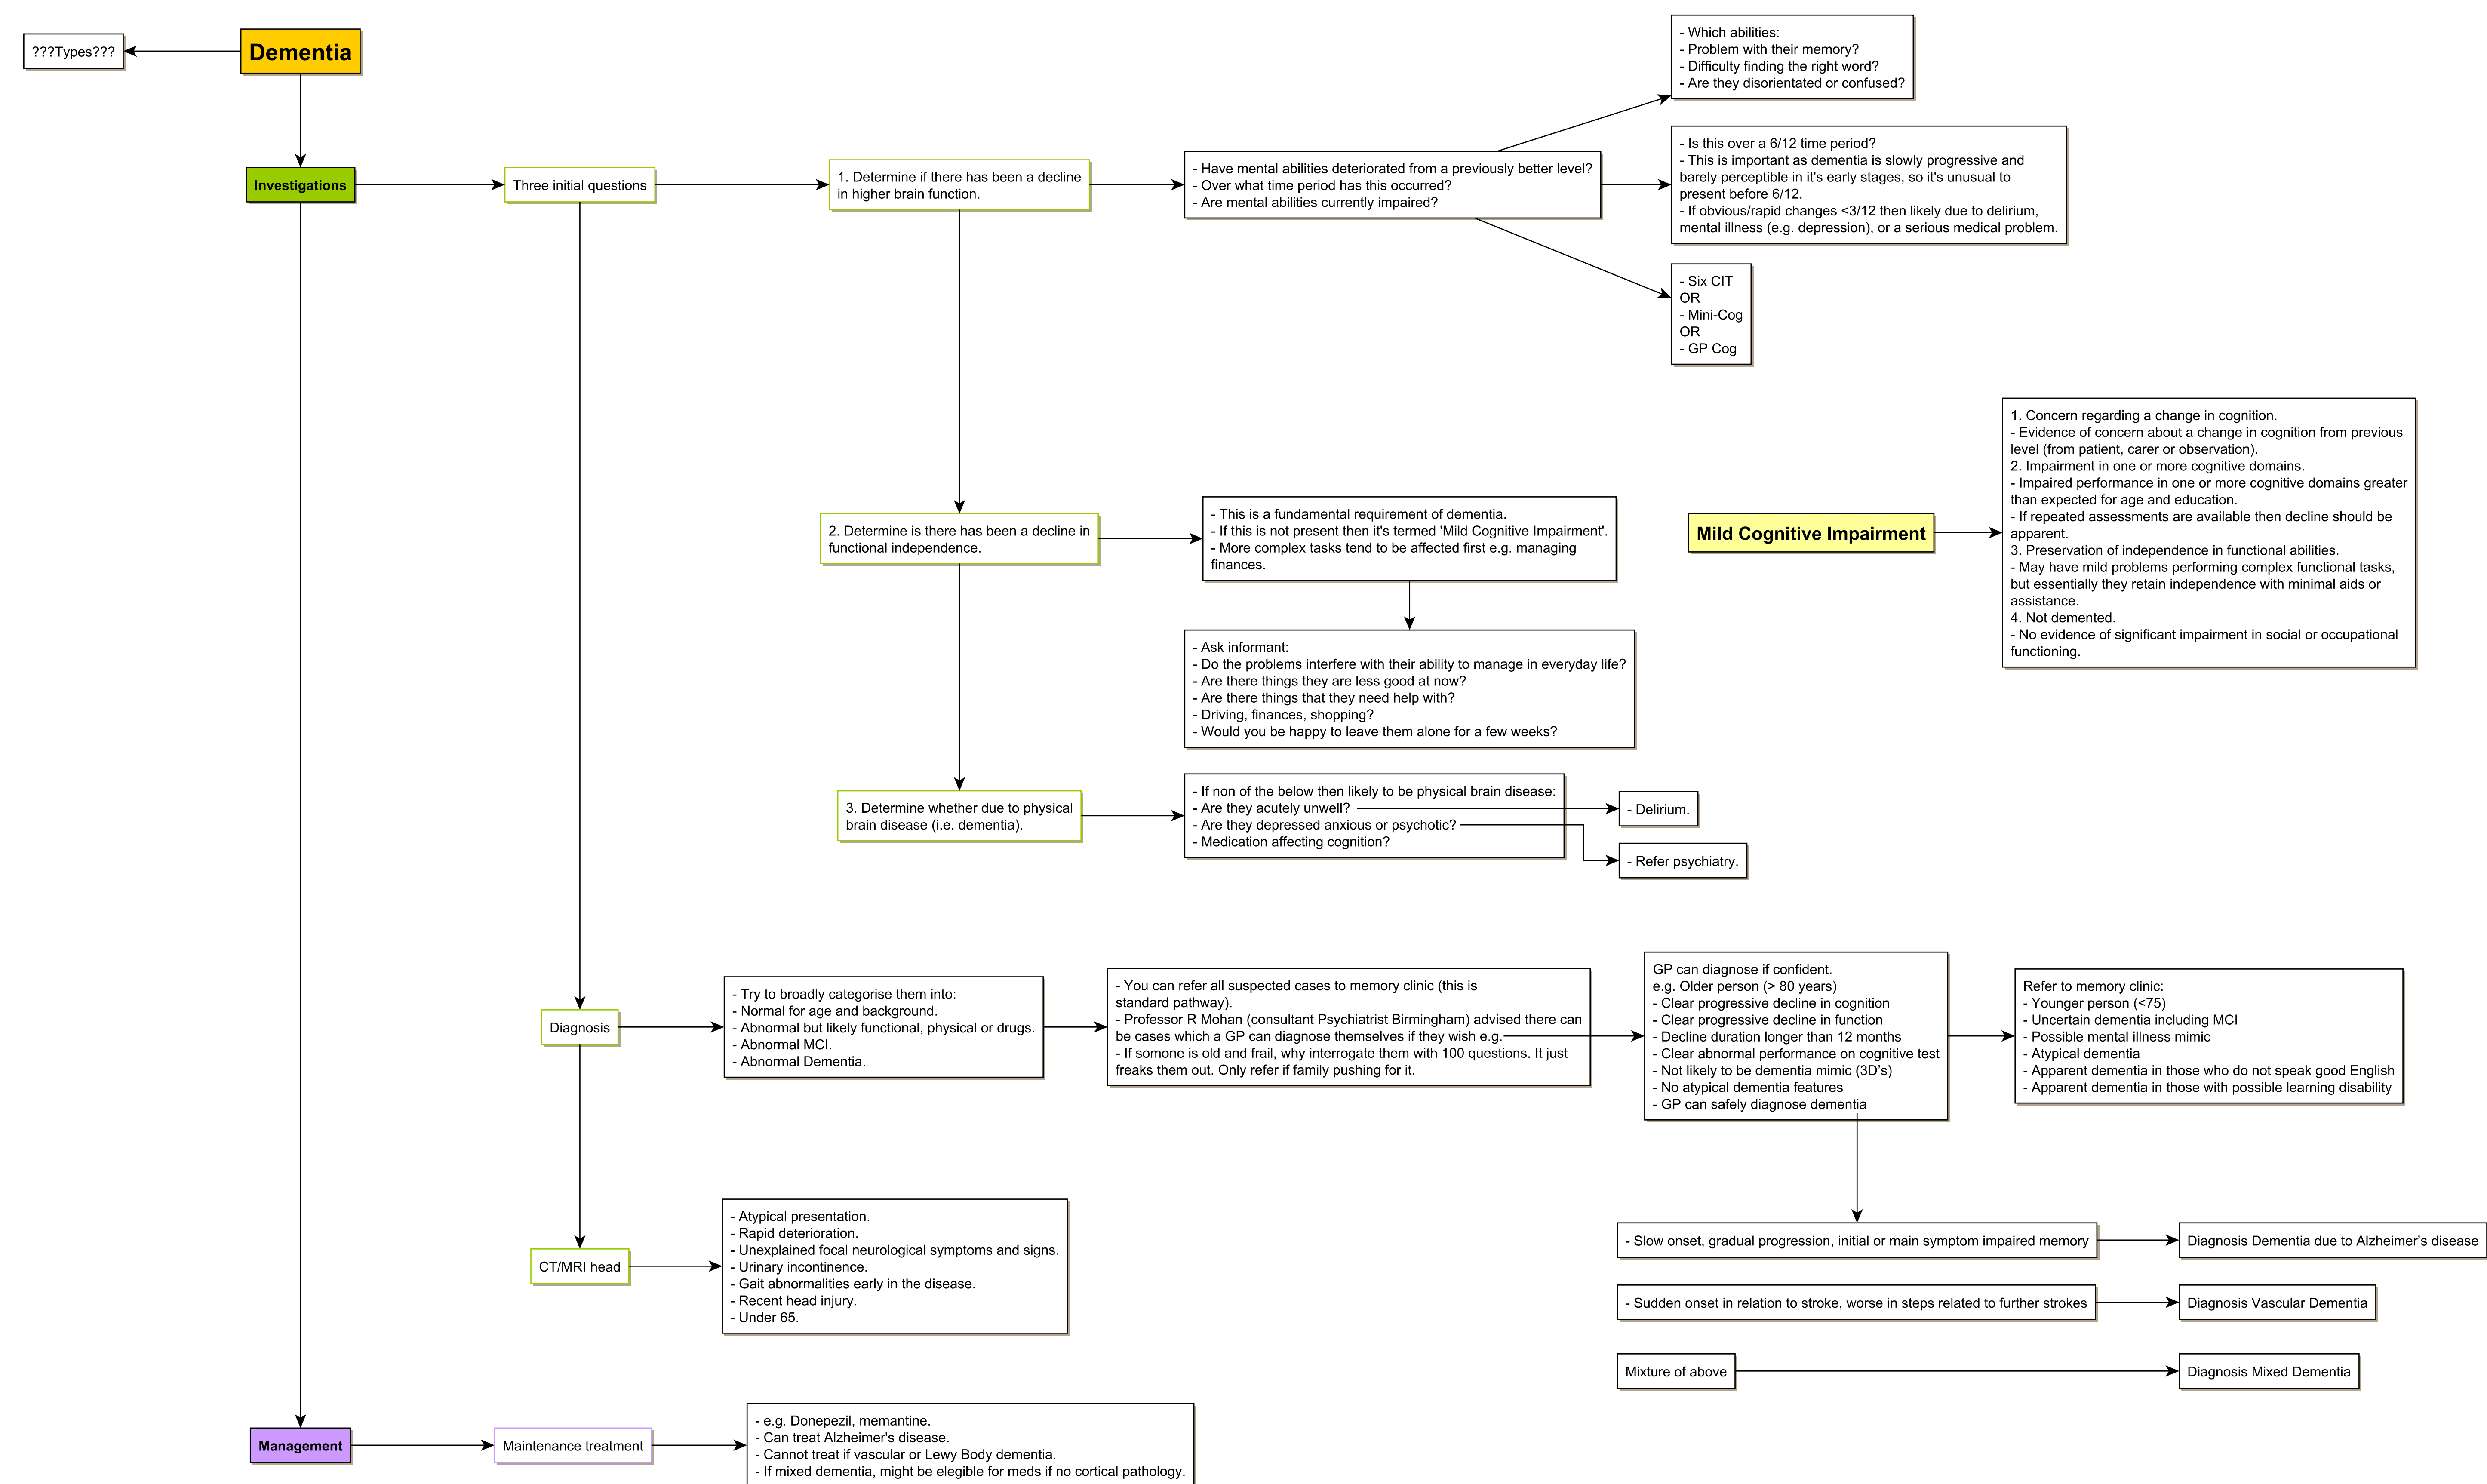 ???Types???
Dementia
- Which abilities:
- Problem with their memory?
- Difficulty finding the right word?
- Are they disorientated or confused?
Investigations
Three initial questions
1. Determine if there has been a decline
in higher brain function.
- Have mental abilities deteriorated from a previously better level?
- Over what time period has this occurred?
- Are mental abilities currently impaired?
- Is this over a 6/12 time period?
- This is important as dementia is slowly progressive and
barely perceptible in it's early stages, so it's unusual to
present before 6/12.
- If obvious/rapid changes <3/12 then likely due to delirium,
mental illness (e.g. depression), or a serious medical problem.
- Six CIT
OR
- Mini-Cog
OR
- GP Cog
2. Determine is there has been a decline in
functional independence.
- This is a fundamental requirement of dementia.
- If this is not present then it's termed 'Mild Cognitive Impairment'.
- More complex tasks tend to be affected first e.g. managing
finances.
Mild Cognitive Impairment
1. Concern regarding a change in cognition.
- Evidence of concern about a change in cognition from previous
level (from patient, carer or observation).
2. Impairment in one or more cognitive domains.
- Impaired performance in one or more cognitive domains greater
than expected for age and education.
- If repeated assessments are available then decline should be
apparent.
3. Preservation of independence in functional abilities.
- May have mild problems performing complex functional tasks,
but essentially they retain independence with minimal aids or
assistance.
4. Not demented.
- No evidence of significant impairment in social or occupational
functioning.
- Ask informant:
- Do the problems interfere with their ability to manage in everyday life?
- Are there things they are less good at now?
- Are there things that they need help with?
- Driving, finances, shopping?
- Would you be happy to leave them alone for a few weeks?
3. Determine whether due to physical
brain disease (i.e. dementia).
- If non of the below then likely to be physical brain disease:
- Are they acutely unwell?
- Are they depressed anxious or psychotic?
- Medication affecting cognition?
- Delirium.
- Refer psychiatry.
Diagnosis
- Try to broadly categorise them into:
- Normal for age and background.
- Abnormal but likely functional, physical or drugs.
- Abnormal MCI.
- Abnormal Dementia.
- You can refer all suspected cases to memory clinic (this is
standard pathway).
- Professor R Mohan (consultant Psychiatrist Birmingham) advised there can
be cases which a GP can diagnose themselves if they wish e.g.
- If somone is old and frail, why interrogate them with 100 questions. It just
freaks them out. Only refer if family pushing for it.
GP can diagnose if confident.
e.g. Older person (> 80 years)
- Clear progressive decline in cognition
- Clear progressive decline in function
- Decline duration longer than 12 months
- Clear abnormal performance on cognitive test
- Not likely to be dementia mimic (3D's)
- No atypical dementia features
- GP can safely diagnose dementia
Refer to memory clinic:
- Younger person (<75)
- Uncertain dementia including MCI
- Possible mental illness mimic
- Atypical dementia
- Apparent dementia in those who do not speak good English
- Apparent dementia in those with possible learning disability
CT/MRI head
- Atypical presentation.
- Rapid deterioration.
- Unexplained focal neurological symptoms and signs.
- Urinary incontinence.
- Gait abnormalities early in the disease.
- Recent head injury.
- Under 65.
- Slow onset, gradual progression, initial or main symptom impaired memory
Diagnosis Dementia due to Alzheimer's disease
- Sudden onset in relation to stroke, worse in steps related to further strokes
Diagnosis Vascular Dementia
Mixture of above
Diagnosis Mixed Dementia
Management
Maintenance treatment
- e.g. Donepezil, memantine.
- Can treat Alzheimer's disease.
- Cannot treat if vascular or Lewy Body dementia.
- If mixed dementia, might be elegible for meds if no cortical pathology.